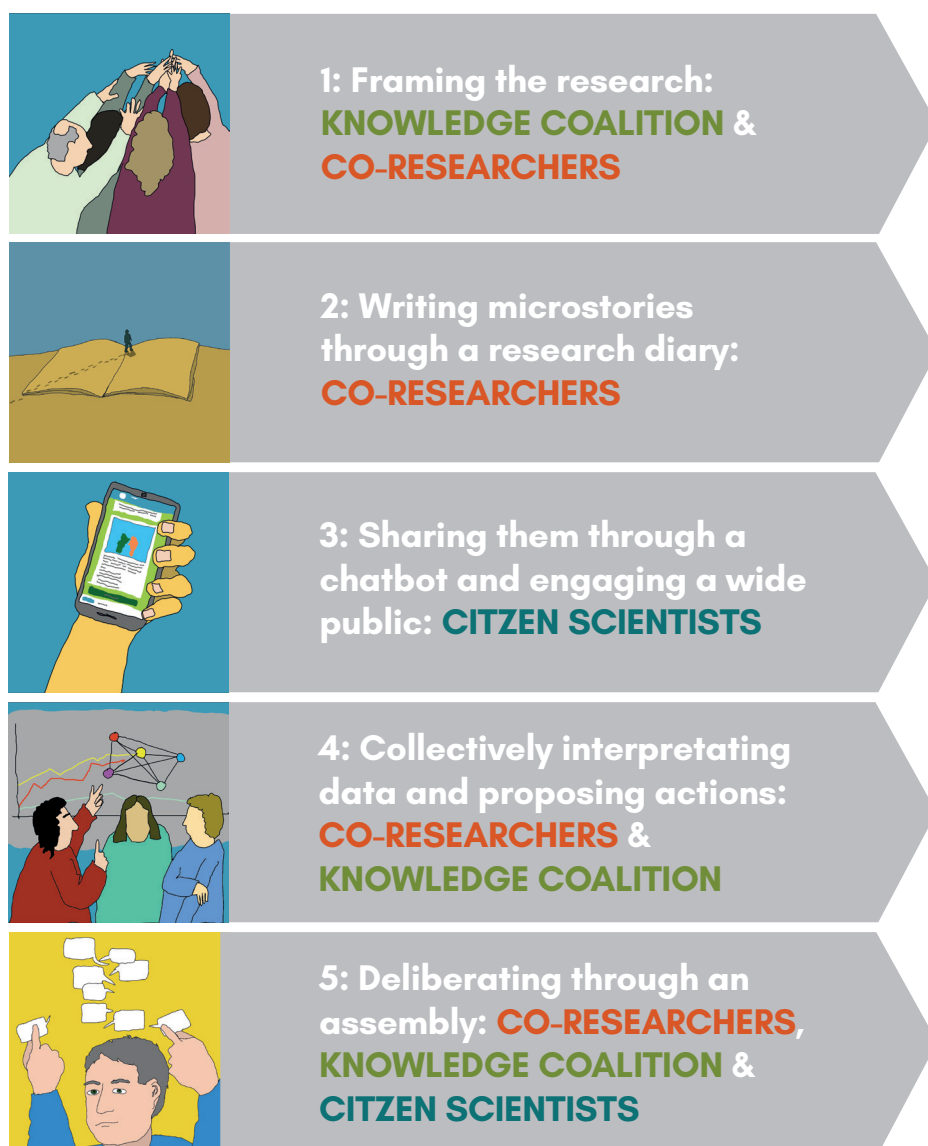 1: Framing the research:
KNOWLEDGE COALITION &
CO-RESEARCHERS
2: Writing microstories
through a research diary:
CO-RESEARCHERS
3: Sharing them through a
chatbot and engaging a wide
public: CITZEN SCIENTISTS
4: Collectively interpretating
data and proposing actions:
CO-RESEARCHERS &
KNOWLEDGE COALITION
5: Deliberating through an
assembly: CO-RESEARCHERS,
KNOWLEDGE COALITION &
CITZEN SCIENTISTS